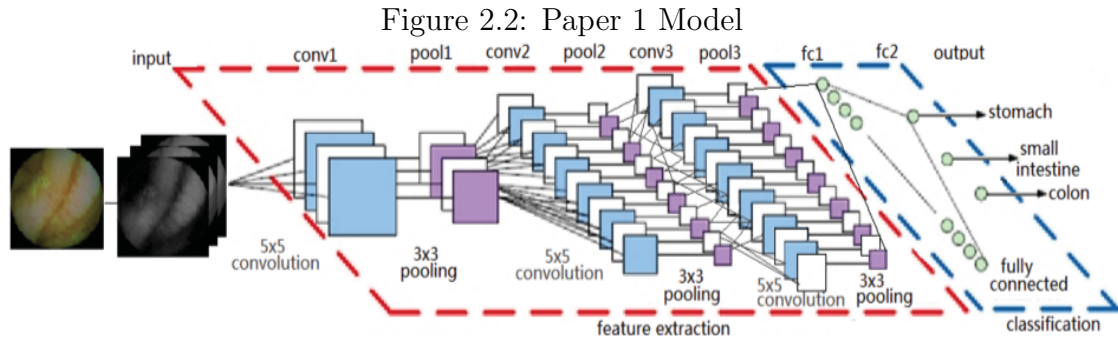 Figure 2.2: Paper 1 Model
input conv1 pool1 conv2 pool2 conv3 pool3 fc1 fc2 output
stomach
small
intestine
colon
5x5
convolution
3x3
pooling
5x5
convolution
3x3
pooling
5x5
convolution
3x3
pooling
fully
connected
feature extraction
classification